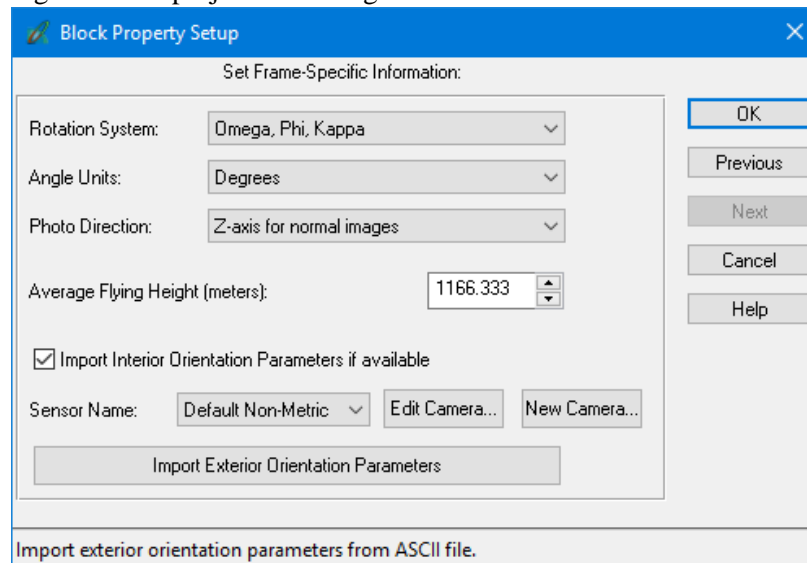 Block Property Setup
Set Frame-Specific Information:
Rotation System: Omega, Phi, Kappa
Angle Units: Degrees
Photo Direction: Z-axis for normal images
Average Flying Height (meters): 1166.333
Import Interior Orientation Parameters if available
Sensor Name: Default Non-Metric Edit Camera... New Camera...
Import Exterior Orientation Parameters
OK
Previous
Next
Cancel
Help
Import exterior orientation parameters from ASCII file.